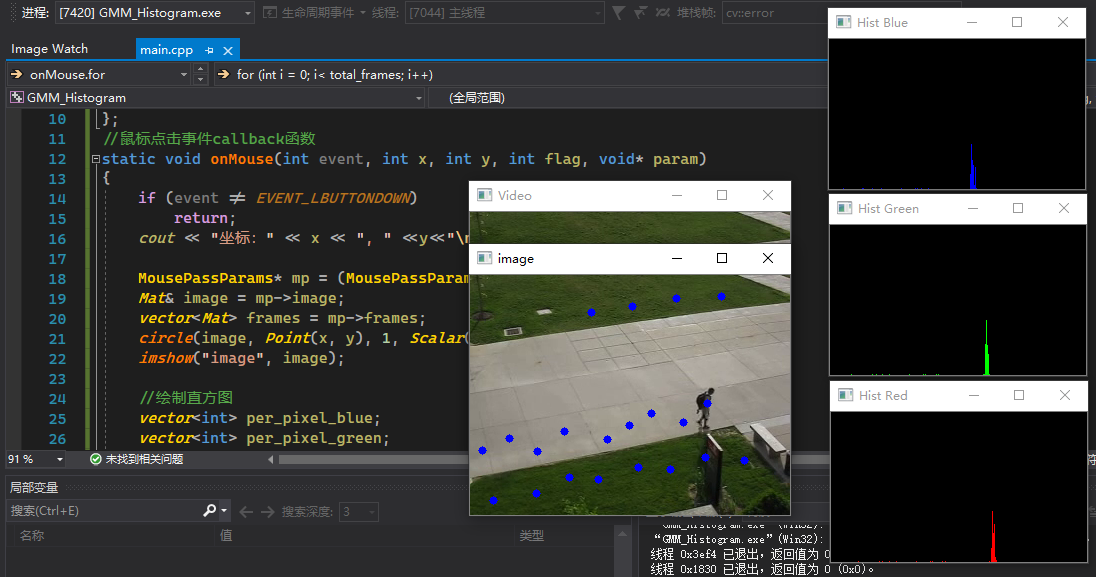 进程: [7420] GMM_Histogram.exe 生命周期事件 线程: [7044] 主线程 堆栈帧: cv::error
Image Watch main.cpp
onMouse.for for (int i = 0; i< total_frames; i++)
GMM_Histogram (全局范围)
10 };
11 //鼠标点击事件callback函数
12 static void onMouse(int event, int x, int y, int flag, void* param)
13 {
14 if (event ≠ EVENT_LBUTTONDOWN)
15 return;
16 cout << "坐标: " << x << ", " <<y<<"\n
17
18 MousePassParams* mp = (MousePassParam
19 Mat& image = mp->image;
20 vector<Mat> frames = mp->frames;
21 circle(image, Point(x, y), 1, Scalar(
22 imshow("image", image);
23
24 //绘制直方图
25 vector<int> per_pixel_blue;
26 vector<int> per_pixel_green;
91 % 未找到相关问题
局部变量
搜索(Ctrl+E) 搜索深度: 3
名称 值 类型
Video
image
Hist Blue
Hist Green
Hist Red
"GMM_Histogram.exe" (Win32):
“GMM_Histogram.exe”(Win32):
线程 0x3ef4 已退出，返回值为 0
线程 0x1830 已退出，返回值为 0 (0x0)。